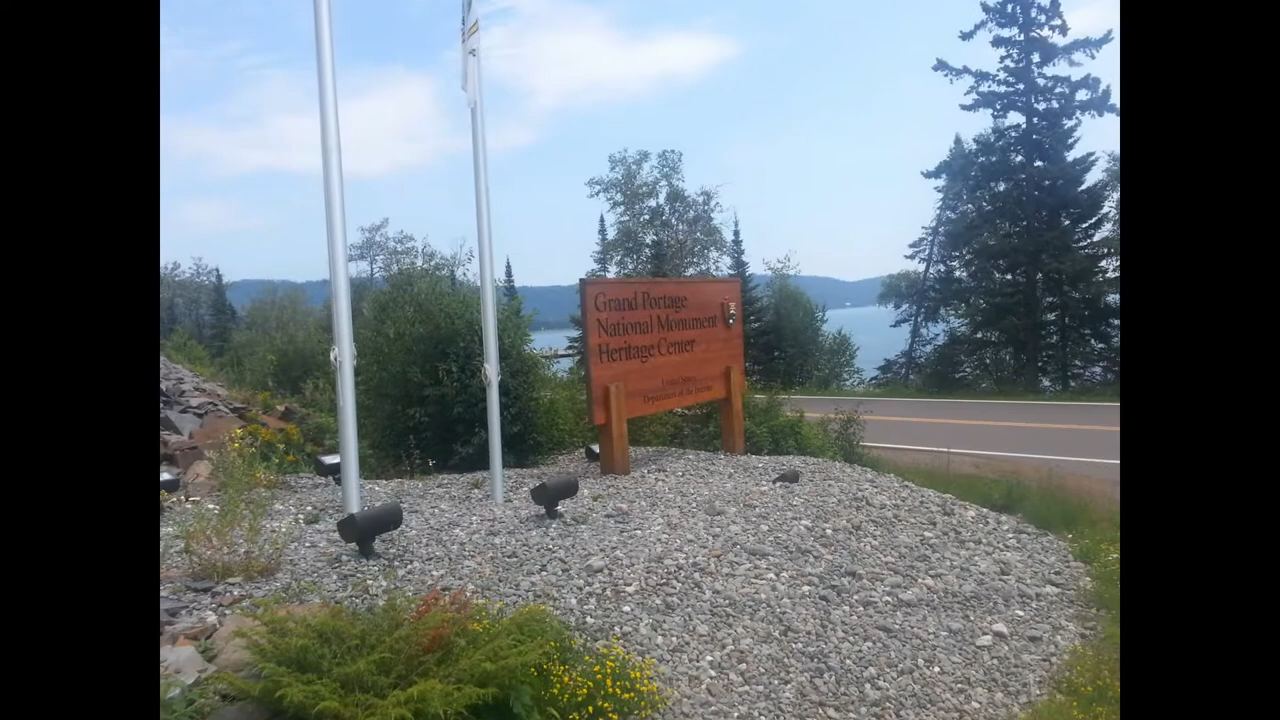 Grand Portage
National Monument
Heritage Center
United States
Department of the Interior